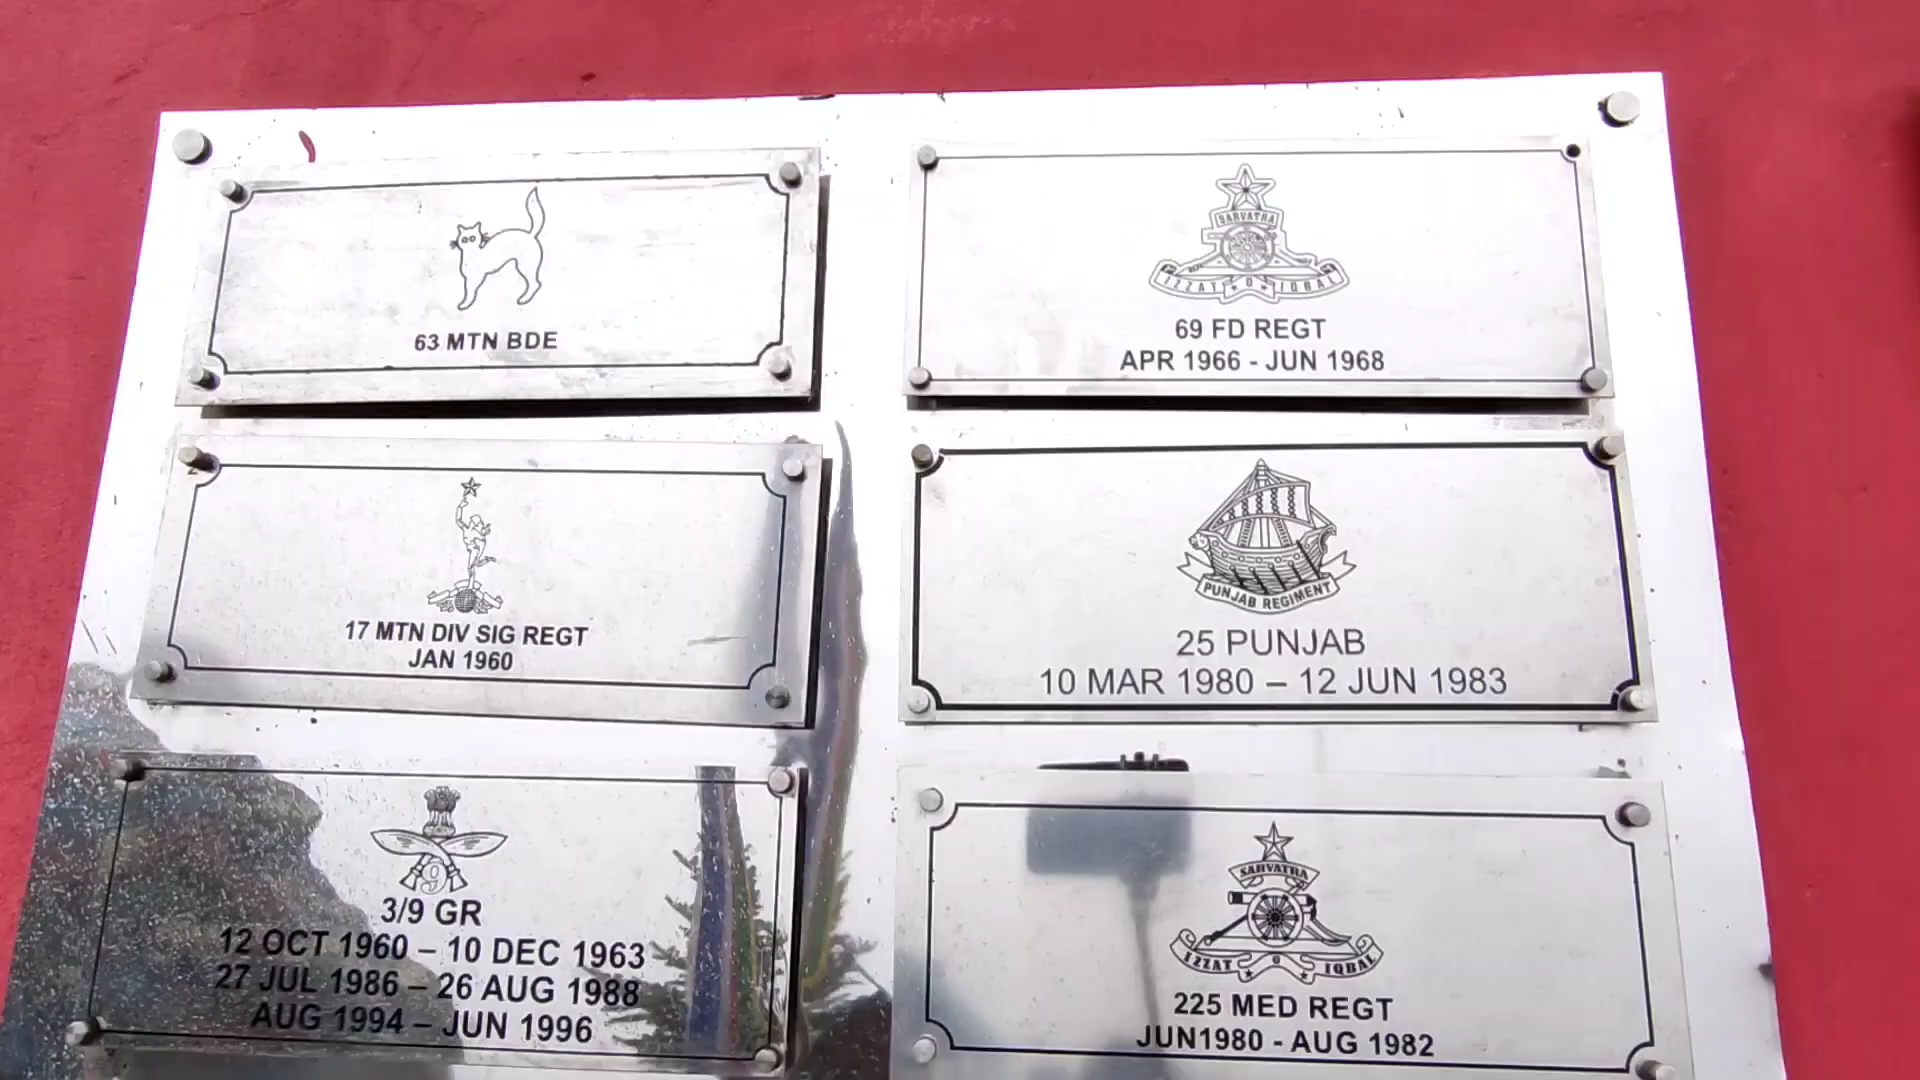 63 MTN BDE
SARVATRA
IZZAT O IQBAL
69 FD REGT
APR 1966 - JUN 1968
17 MTN DIV SIG REGT
JAN 1960
PUNJAB REGIMENT
25 PUNJAB
10 MAR 1980 – 12 JUN 1983
9
3/9 GR
12 OCT 1960 – 10 DEC 1963
27 JUL 1986 – 26 AUG 1988
AUG 1994 – JUN 1996
SARVATRA
IZZAT O IQBAL
225 MED REGT
JUN1980 - AUG 1982